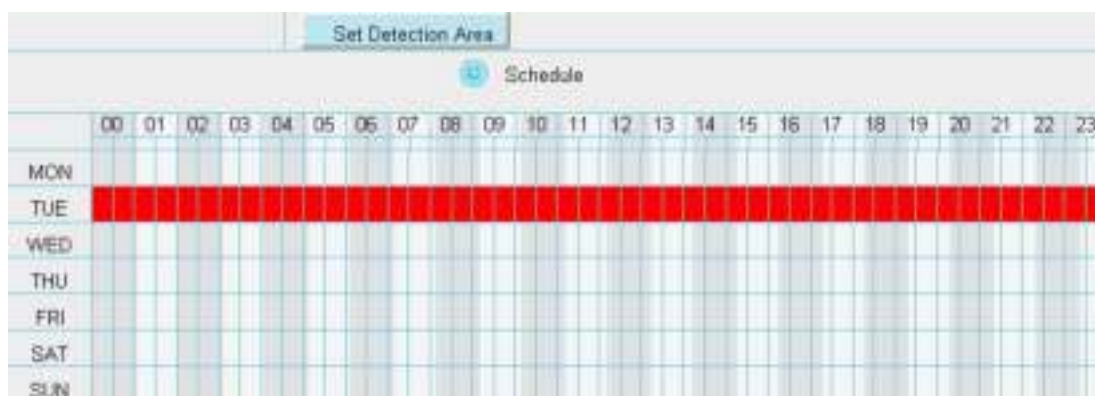 Set Detection Area
Schedule
00 01 02 03 04 05 06 07 08 09 10 11 12 13 14 15 16 17 18 19 20 21 22 23
MON
TUE
WED
THU
FRI
SAT
SUN